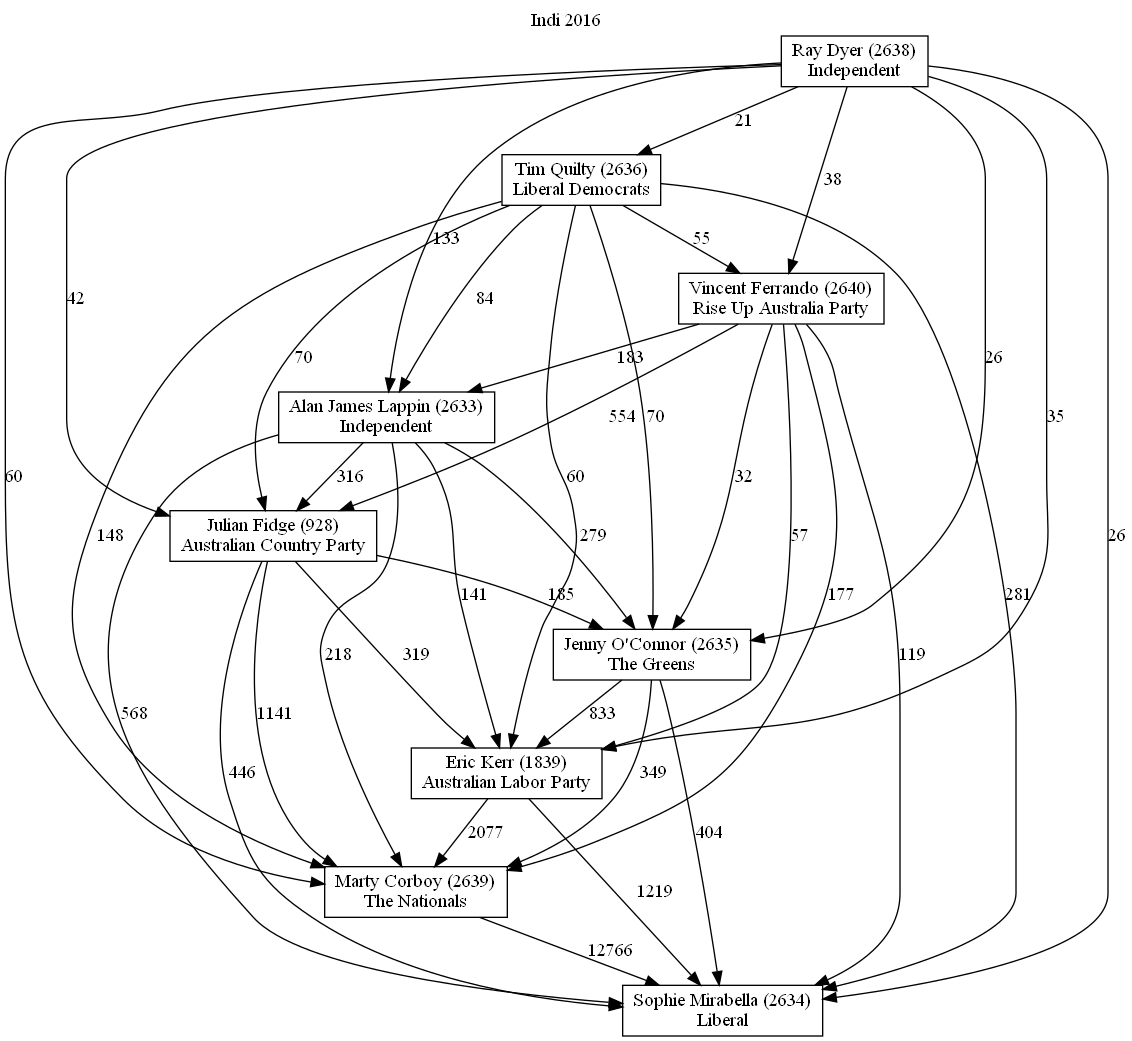 Indi 2016
Ray Dyer (2638)
Independent
21
Tim Quilty (2636)
Liberal Democrats
38
133
55
Vincent Ferrando (2640)
Rise Up Australia Party
42
84
70
183
26
Alan James Lappin (2633)
Independent
554
70
35
60
316
60
32
26
Julian Fidge (928)
Australian Country Party
148
279
57
141
185
177
281
Jenny O'Connor (2635)
The Greens
218
319
119
568
1141
833
Eric Kerr (1839)
Australian Labor Party
446
349
2077
404
Marty Corboy (2639)
The Nationals
1219
12766
Sophie Mirabella (2634)
Liberal